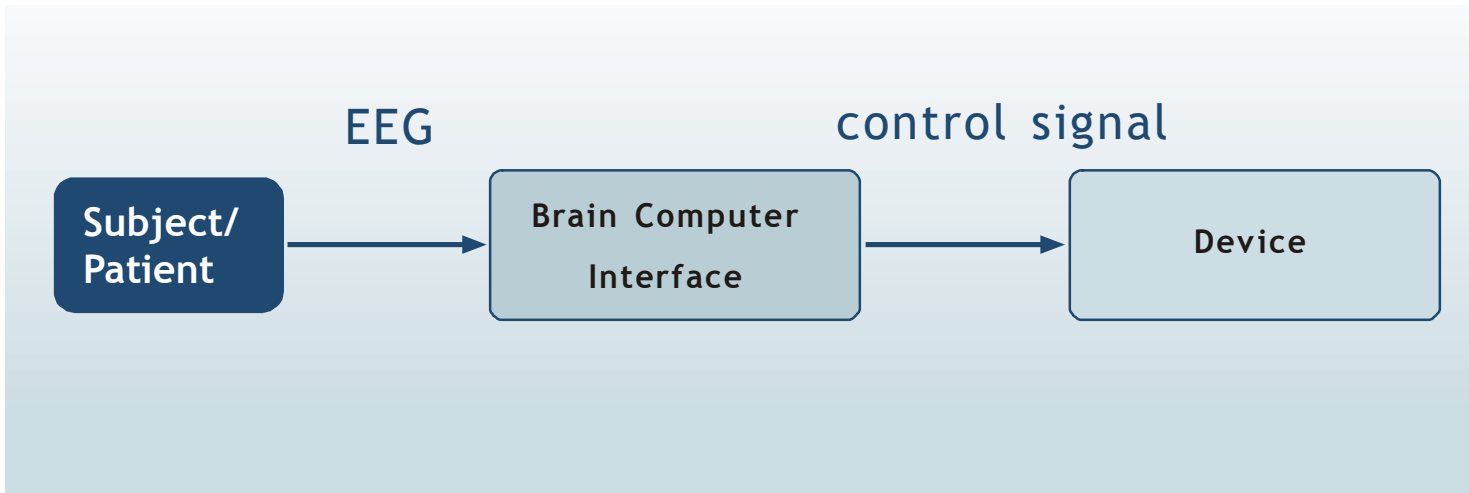 EEG
control signal
Subject/
Patient
Brain Computer
Interface
Device